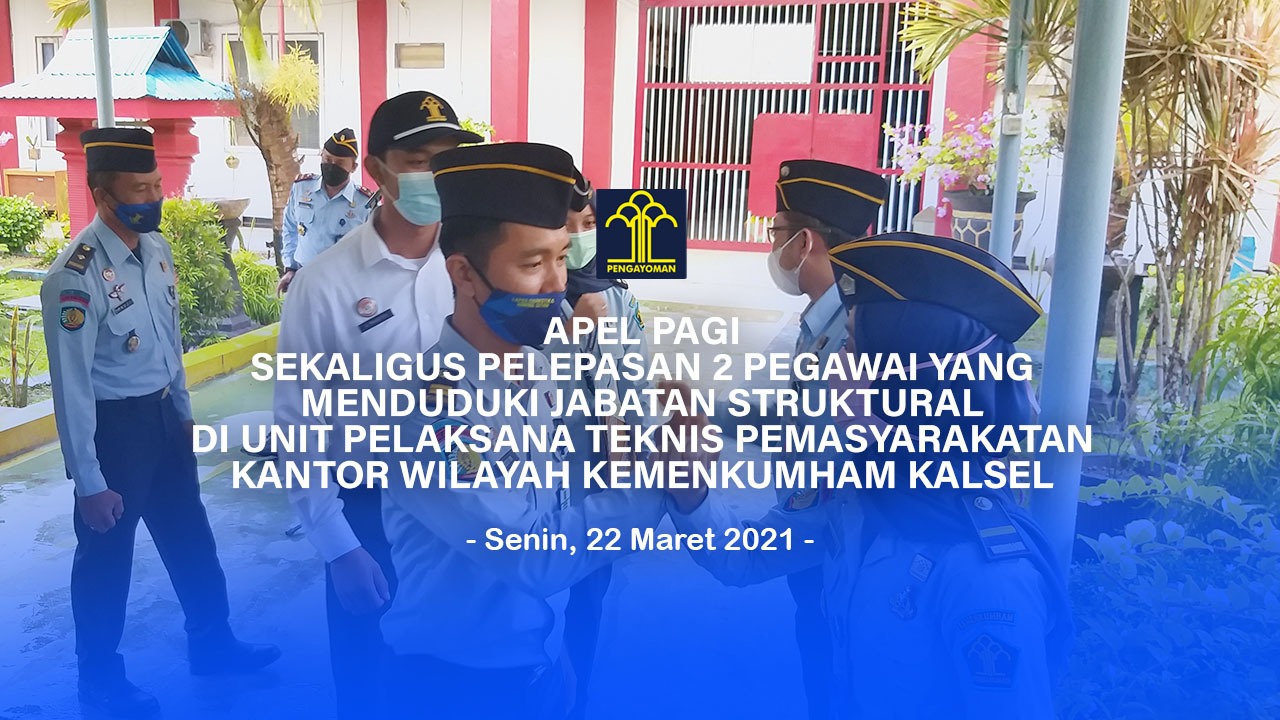 PENGAYOMAN
APEL PAGI
SEKALIGUS PELEPASAN 2 PEGAWAI YANG
MENDUDUKI JABATAN STRUKTURAL
DI UNIT PELAKSANA TEKNIS PEMASYARAKATAN
KANTOR WILAYAH KEMENKUMHAM KALSEL
- Senin, 22 Maret 2021 -